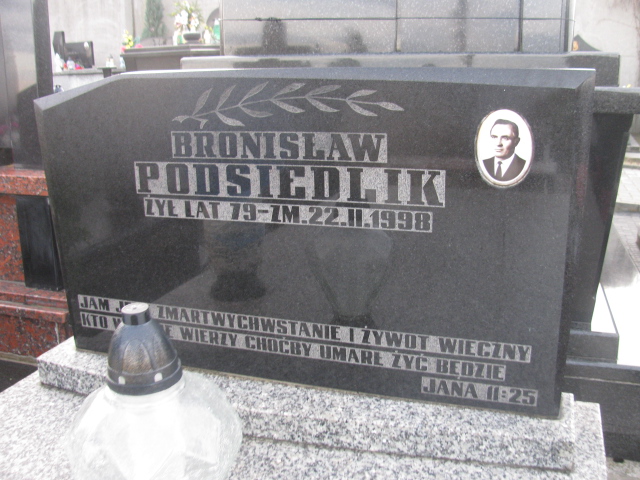 BRONISŁAW
PODSIEDLIK
ŻYŁ LAT 79-ZM.22.II.1998
JAM ZMARTWYCHWSTANIE I ŻYWOT WIECZNY
KTO WIERZY CHOĆBY UMARŁ ŻYĆ BĘDZIE
JANA 11:25